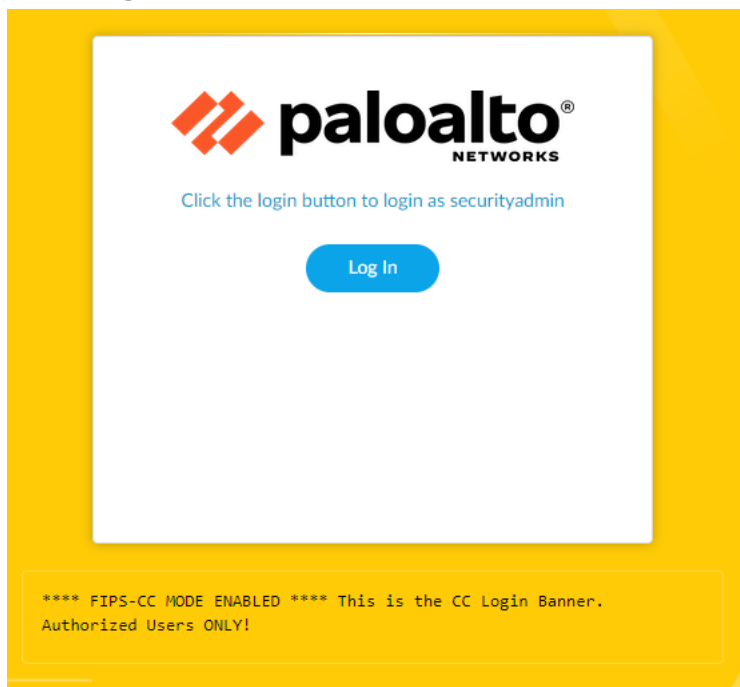 paloalto®
NETWORKS
Click the login button to login as securityadmin
Log In
**** FIPS-CC MODE ENABLED **** This is the CC Login Banner.
Authorized Users ONLY!